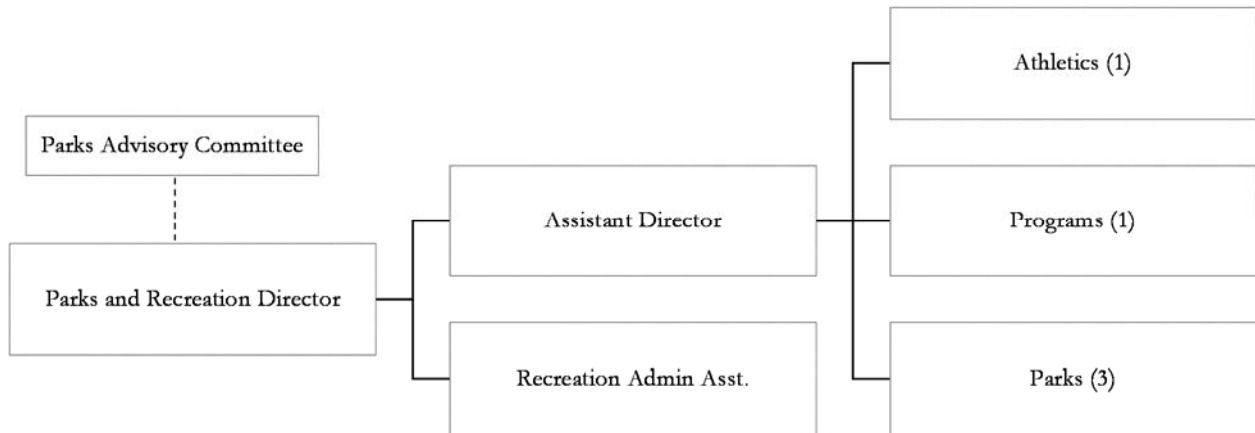 Parks Advisory Committee
Parks and Recreation Director
Assistant Director
Recreation Admin Asst.
Athletics (1)
Programs (1)
Parks (3)